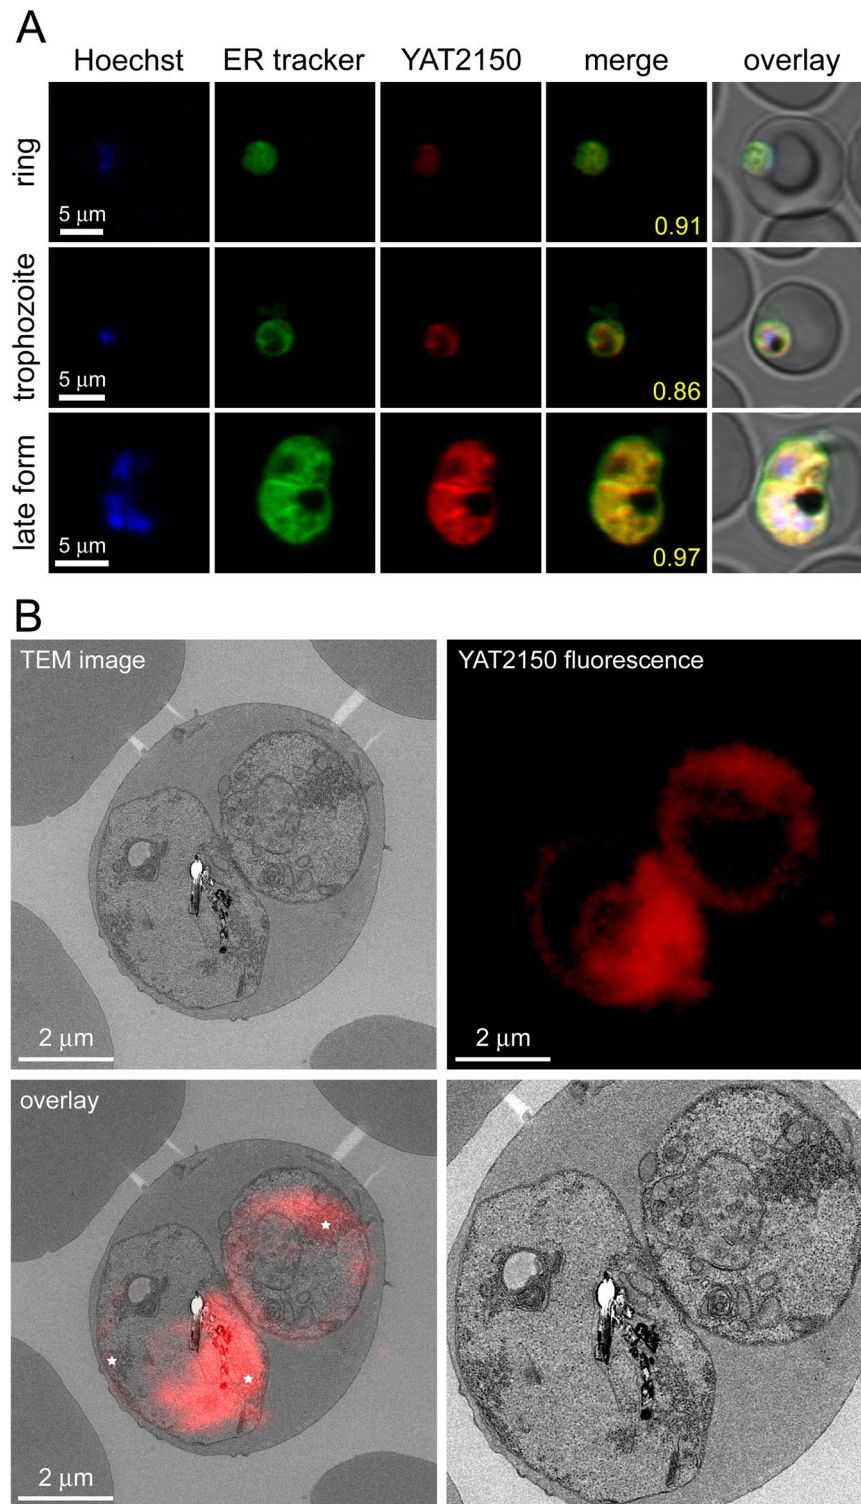 A
Hoechst ER tracker YAT2150 merge overlay
ring
5 μm
0.91
trophozoite
5 μm
0.86
late form
5 μm
0.97
B
TEM image
YAT2150 fluorescence
2 μm
2 μm
overlay
2 μm